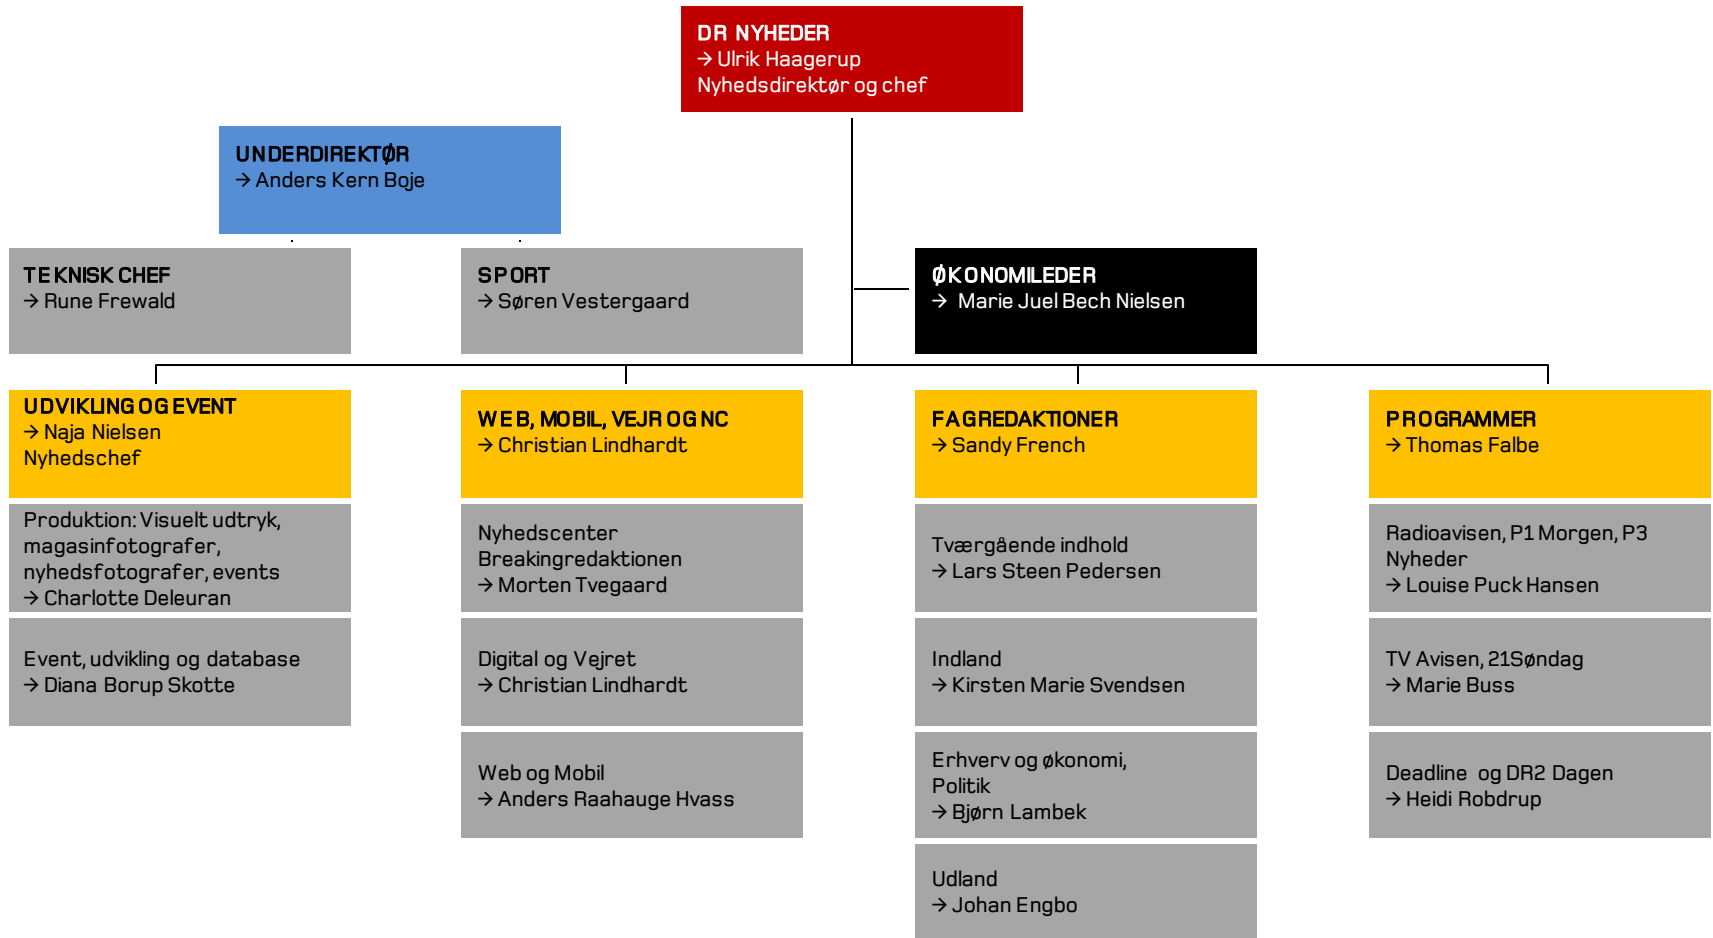 DR NYHEDER
→ Ulrik Haagerup
Nyhedsdirektør og chef
UNDERDIREKTØR
→ Anders Kern Boje
TEKNISK CHEF
→ Rune Frewald
SPORT
→ Søren Vestergaard
ØKONOMILEDER
→ Marie Juel Bech Nielsen
UDVIKLING OG EVENT
→ Naja Nielsen
Nyhedschef
Produktion: Visuelt udtryk,
magasinfotografer,
nyhedsfotografer, events
→ Charlotte Deleuran
Event, udvikling og database
→ Diana Borup Skotte
WEB, MOBIL, VEJR OG NC
→ Christian Lindhardt
Nyhedscenter
Breakingredaktionen
→ Morten Tvegaard
Digital og Vejret
→ Christian Lindhardt
Web og Mobil
→ Anders Raahauge Hvass
FAGREDAKTIONER
→ Sandy French
Tværgående indhold
→ Lars Steen Pedersen
Indland
→ Kirsten Marie Svendsen
Erhverv og økonomi,
Politik
→ Bjørn Lambek
Udland
→ Johan Engbo
PROGRAMMER
→ Thomas Falbe
Radioavisen, P1 Morgen, P3
Nyheder
→ Louise Puck Hansen
TV Avisen, 21Søndag
→ Marie Buss
Deadline og DR2 Dagen
→ Heidi Robdrup